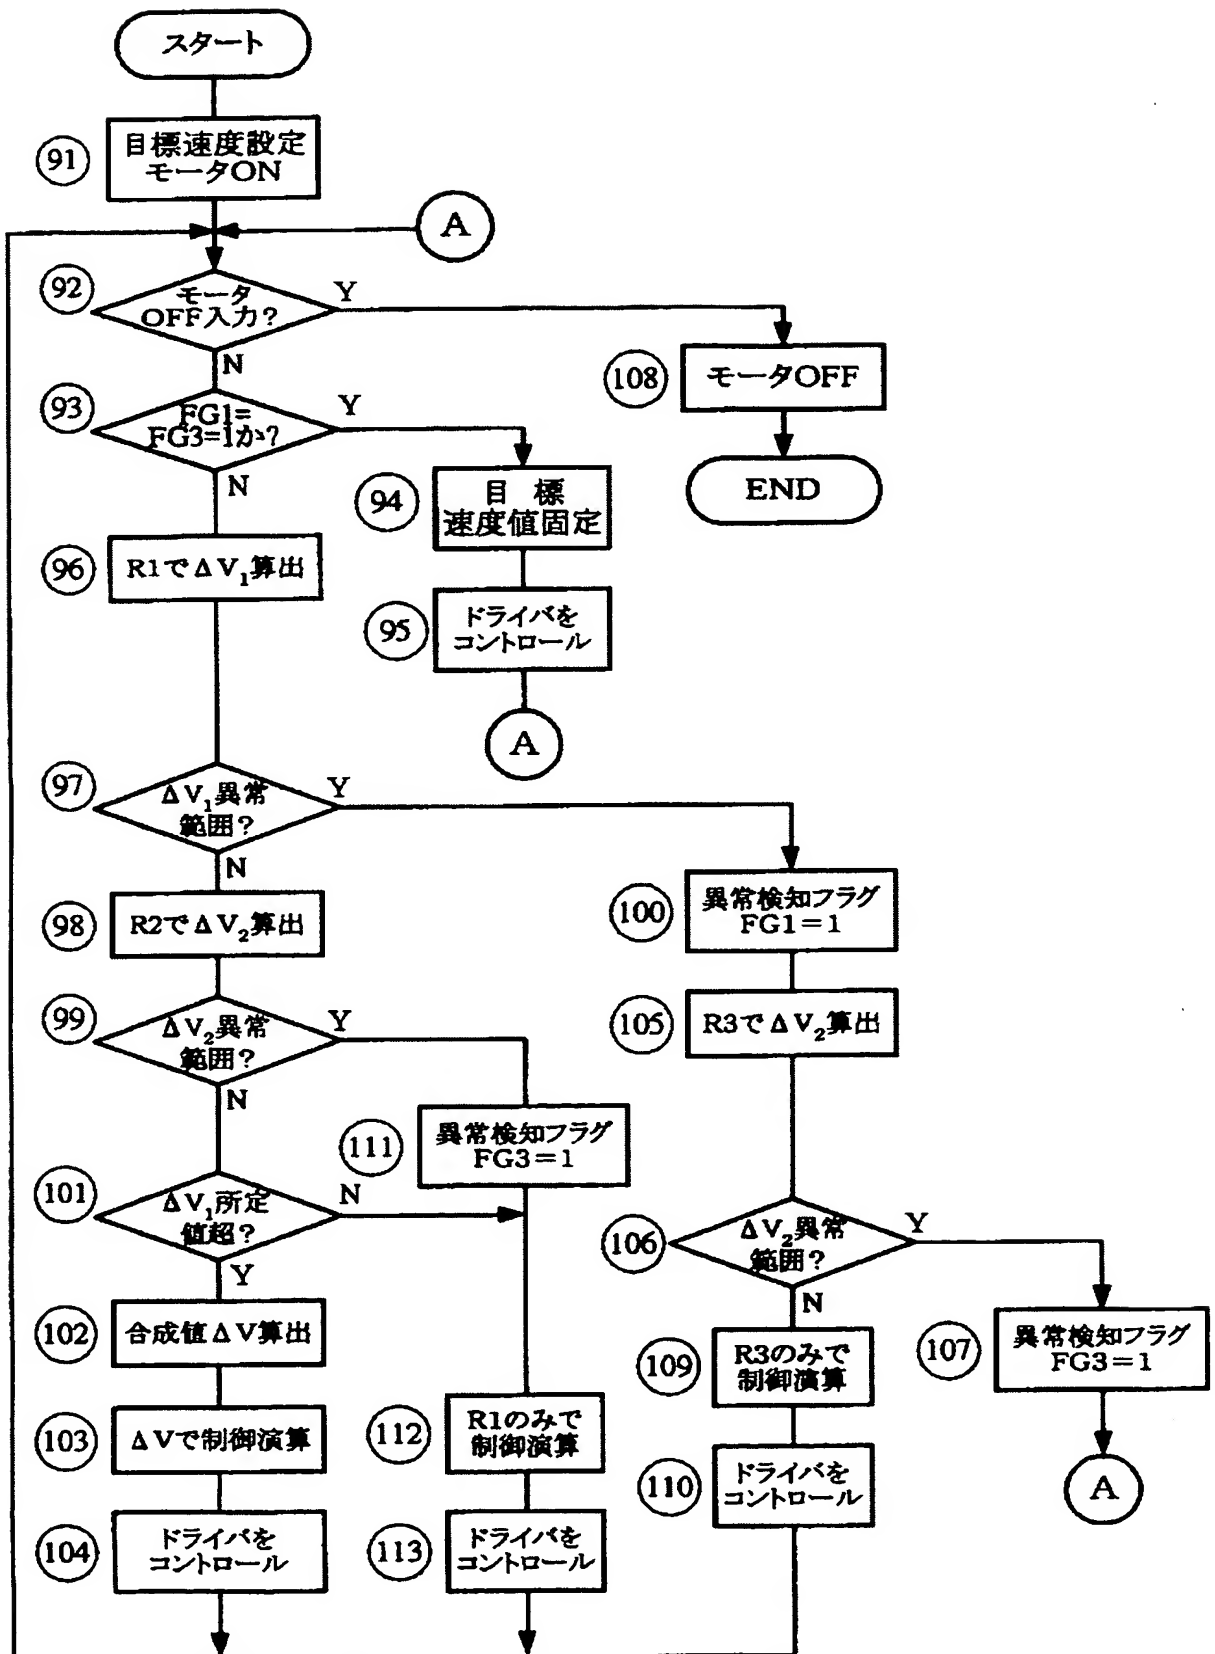 スタート
91
目標速度設定
モータON
A
92
モータ
OFF入力?
Y
N
108
モータOFF
END
93
FG1=
FG3=1か?
Y
N
94
目 標
速度値固定
95
ドライバを
コントロール
A
96
R1でΔV₁算出
97
ΔV₁異常
範囲?
Y
N
98
R2でΔV₂算出
100
異常検知フラグ
FG1=1
99
ΔV₂異常
範囲?
Y
N
105
R3でΔV₂算出
111
異常検知フラグ
FG3=1
101
ΔV₁所定
値超?
N
Y
106
ΔV₂異常
範囲?
Y
N
102
合成値ΔV算出
109
R3のみで
制御演算
107
異常検知フラグ
FG3=1
103
ΔVで制御演算
112
R1のみで
制御演算
110
ドライバを
コントロール
A
104
ドライバを
コントロール
113
ドライバを
コントロール